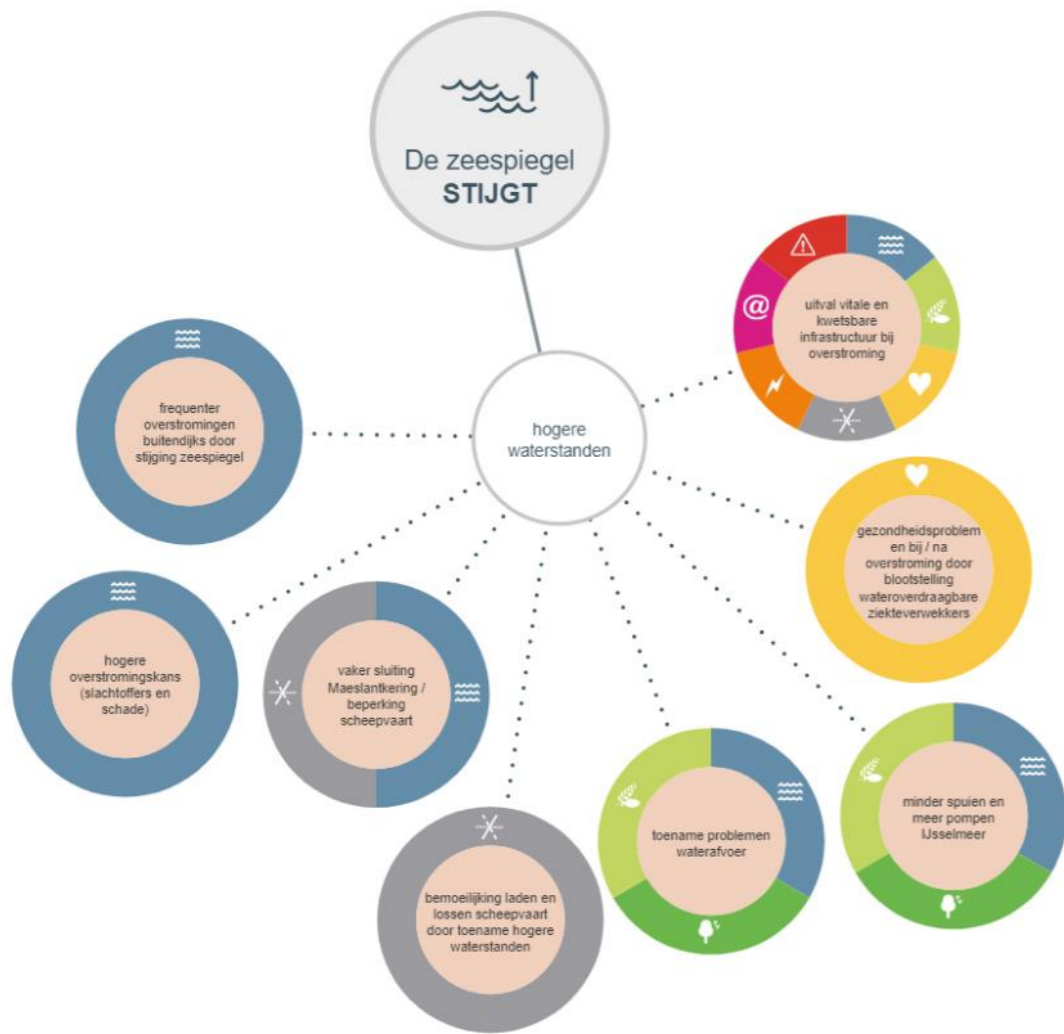 De zeespiegel
STIJGT
hogere
waterstanden
uitval vitale en
kwetsbare
infrastructuur bij
overstroming
@
frequenter
overstromingen
buitendijks door
stijging zeespiegel
gezondheidsproblem
en bij / na
overstroming door
blootstelling
wateroverdraagbare
ziekteverwekkers
hogere
overstromingskans
(slachtoffers en
schade)
vaker sluiting
Maeslantkering /
beperking
scheepvaart
minder spuien en
meer pompen
IJsselmeer
toename problemen
waterafvoer
bemoeilijking laden en
lossen scheepvaart
door toename hogere
waterstanden